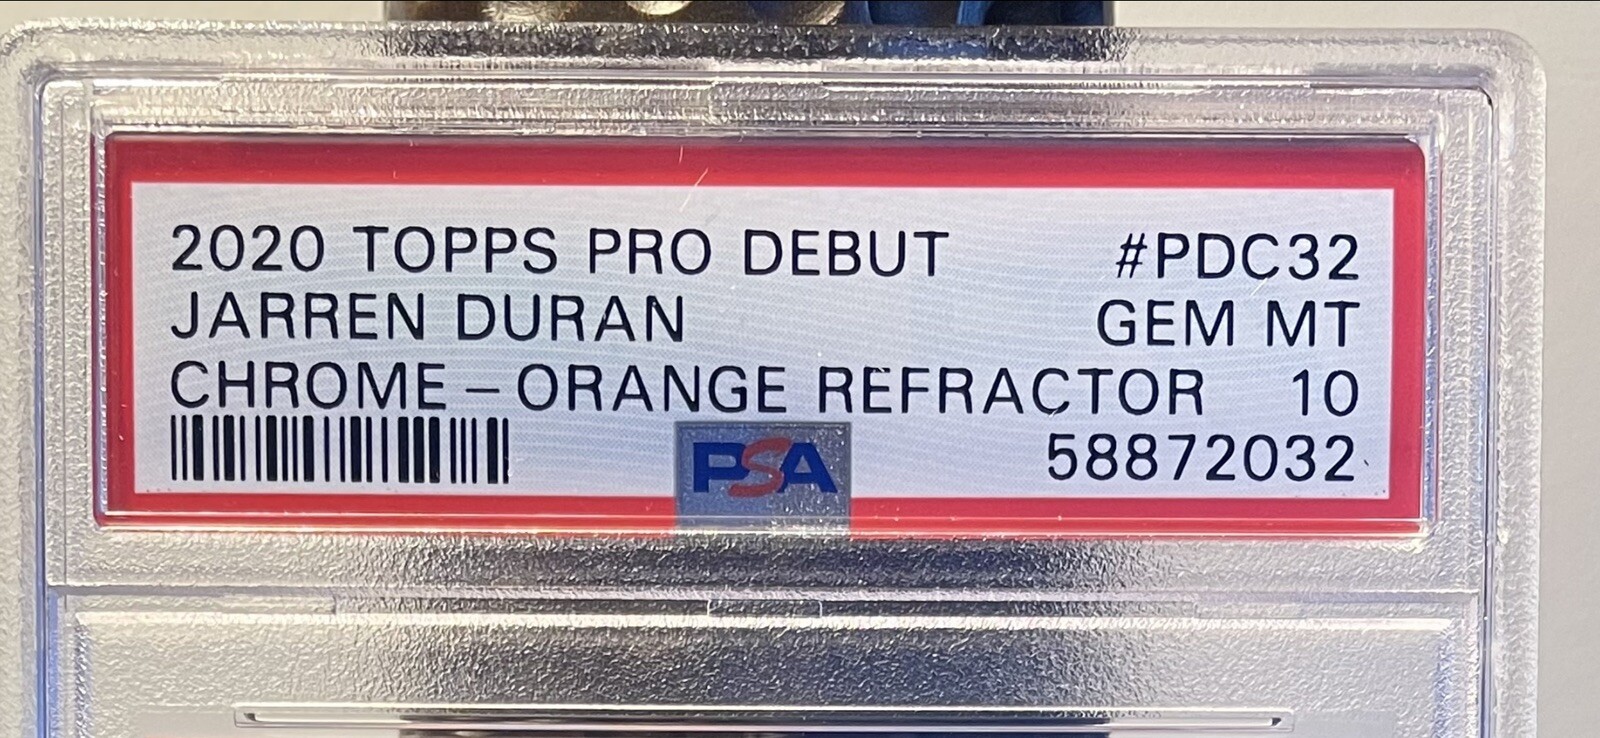 2020 TOPPS PRO DEBUT #PDC32
JARREN DURAN GEM MT
CHROME – ORANGE REFRACTOR 10
PSA 58872032